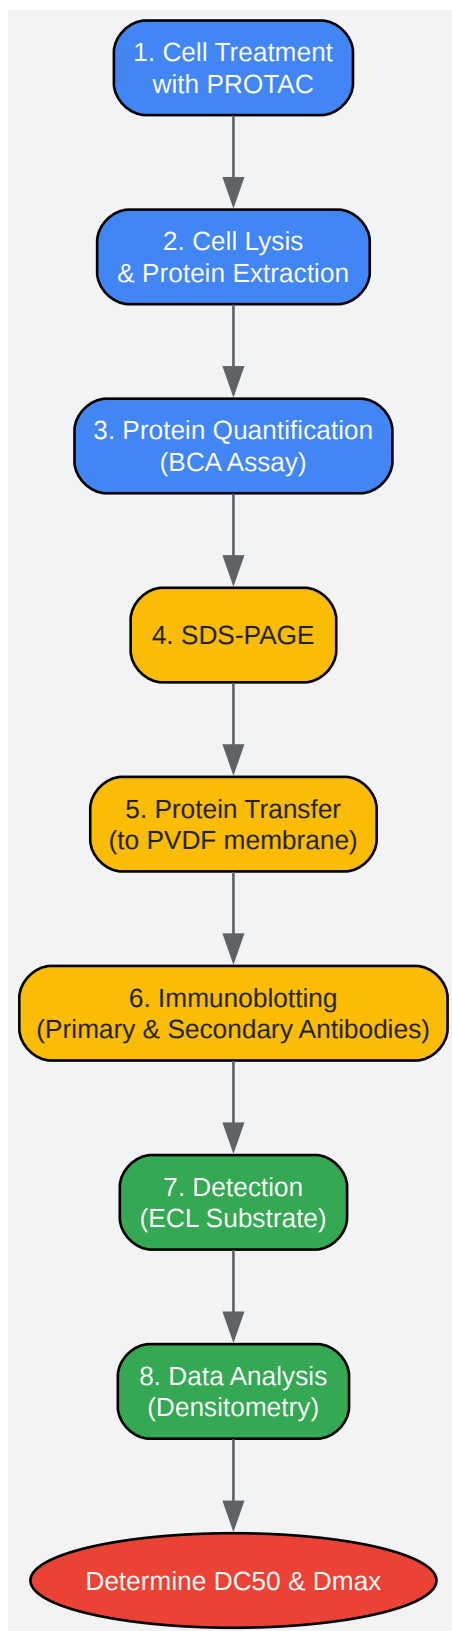 1. Cell Treatment
with PROTAC
2. Cell Lysis
& Protein Extraction
3. Protein Quantification
(BCA Assay)
4. SDS-PAGE
5. Protein Transfer
(to PVDF membrane)
6. Immunoblotting
(Primary & Secondary Antibodies)
7. Detection
(ECL Substrate)
8. Data Analysis
(Densitometry)
Determine DC50 & Dmax